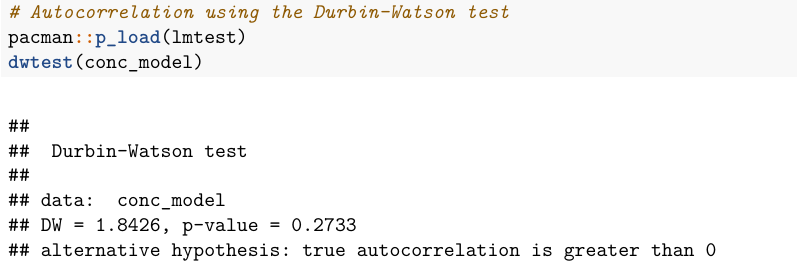 # Autocorrelation using the Durbin-Watson test
pacman::p_load(lmtest)
dwtest(conc_model)
##
##  Durbin-Watson test
##
## data:  conc_model
## DW = 1.8426, p-value = 0.2733
## alternative hypothesis: true autocorrelation is greater than 0